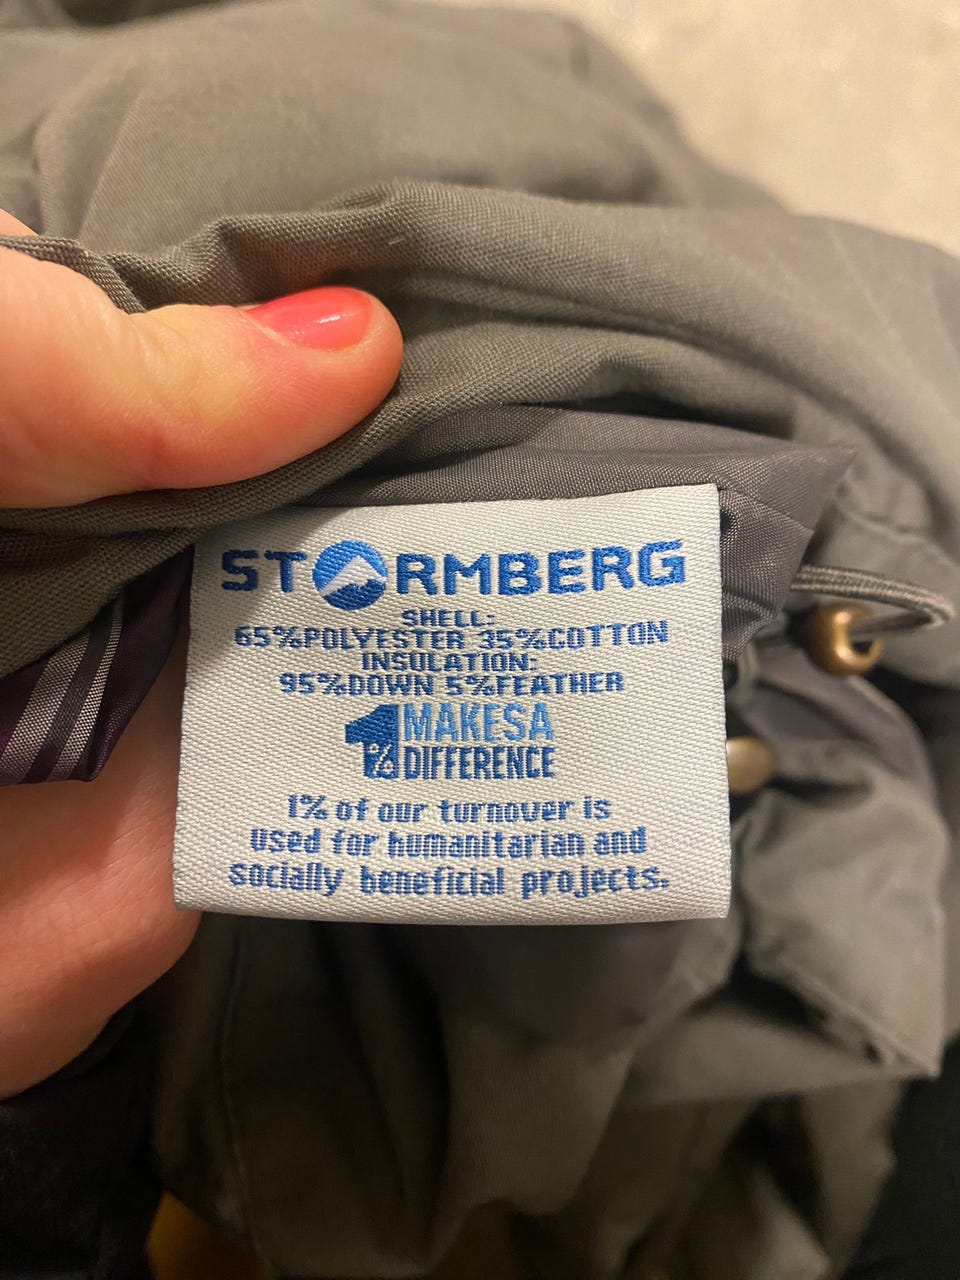 STORMBERG
SHELL:
65%POLYESTER 35%COTTON
INSULATION:
95%DOWN 5%FEATHER
1% MAKES A
DIFFERENCE
1% of our turnover is
used for humanitarian and
socially beneficial projects.